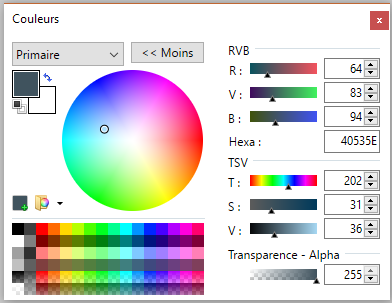 Couleurs
Primaire
<< Moins
RVB
R : 64
V : 83
B : 94
Hexa : 40535E
TSV
T : 202
S : 31
V : 36
Transparence - Alpha
255